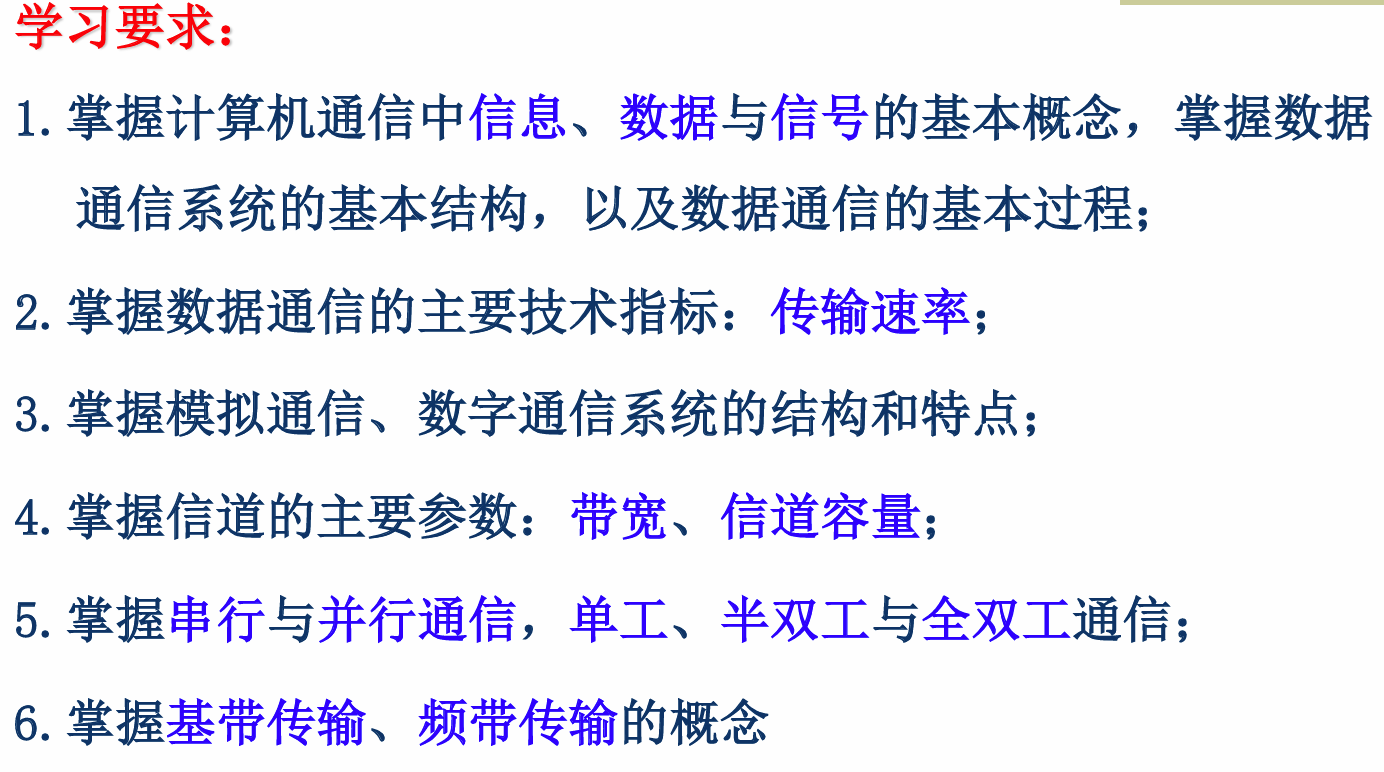 学习要求：
1.掌握计算机通信中信息、数据与信号的基本概念，掌握数据
通信系统的基本结构，以及数据通信的基本过程；
2.掌握数据通信的主要技术指标：传输速率；
3.掌握模拟通信、数字通信系统的结构和特点；
4.掌握信道的主要参数：带宽、信道容量；
5.掌握串行与并行通信，单工、半双工与全双工通信；
6.掌握基带传输、频带传输的概念